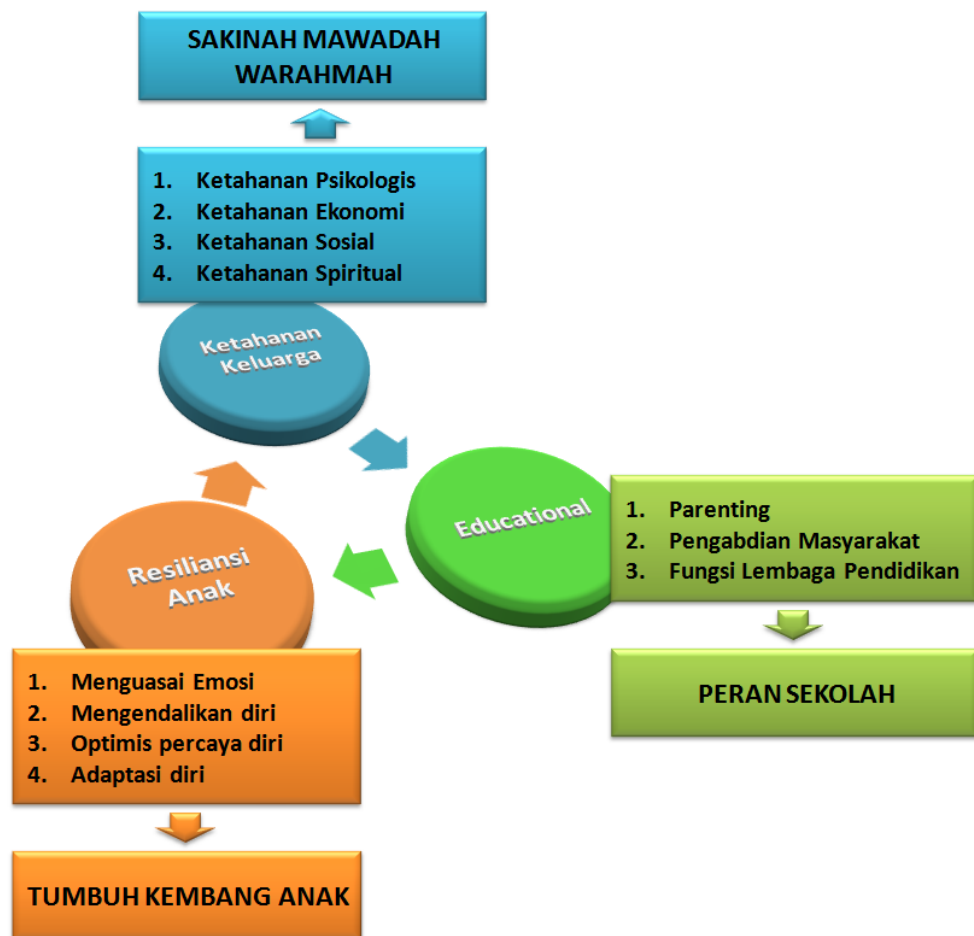 SAKINAH MAWADAH
WARAHMAH
1. Ketahanan Psikologis
2. Ketahanan Ekonomi
3. Ketahanan Sosial
4. Ketahanan Spiritual
Ketahanan
Keluarga
Educational
1. Parenting
2. Pengabdian Masyarakat
3. Fungsi Lembaga Pendidikan
PERAN SEKOLAH
Resiliansi
Anak
1. Menguasai Emosi
2. Mengendalikan diri
3. Optimis percaya diri
4. Adaptasi diri
TUMBUH KEMBANG ANAK